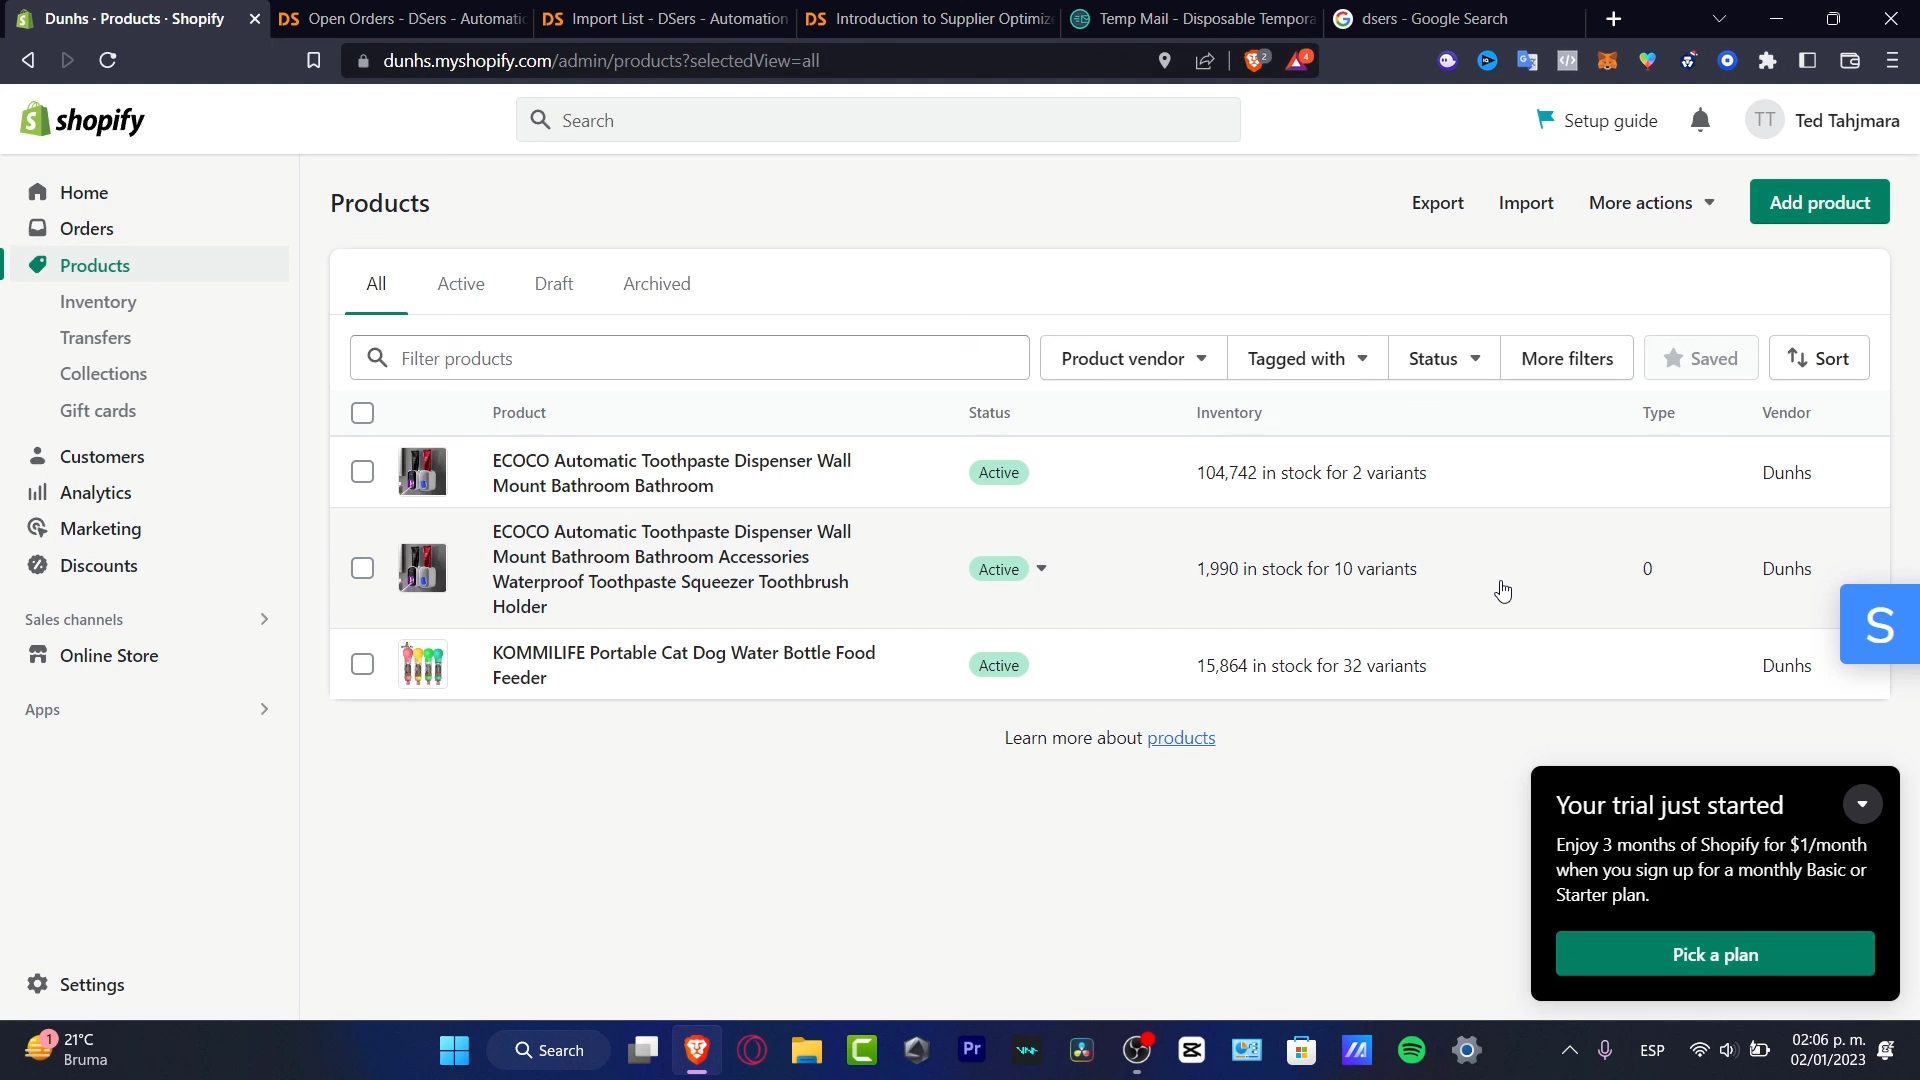 Dunhs · Products · Shopify
Open Orders - DSers - Automatic
Import List - DSers - Automation
Introduction to Supplier Optimize
Temp Mail - Disposable Tempora
dsers - Google Search
dunhs.myshopify.com/admin/products?selectedView=all
2
4
shopify
Search
Setup guide
TT
Ted Tahjmara
Home
Orders
Products
Inventory
Transfers
Collections
Gift cards
Customers
Analytics
Marketing
Discounts
Sales channels
Online Store
Apps
Settings
Products
Export
Import
More actions
Add product
All
Active
Draft
Archived
Filter products
Product vendor
Tagged with
Status
More filters
Saved
Sort
Product
Status
Inventory
Type
Vendor
ECOCO Automatic Toothpaste Dispenser Wall
Mount Bathroom Bathroom
Active
104,742 in stock for 2 variants
Dunhs
ECOCO Automatic Toothpaste Dispenser Wall
Mount Bathroom Bathroom Accessories
Waterproof Toothpaste Squeezer Toothbrush
Holder
Active
1,990 in stock for 10 variants
0
Dunhs
KOMMILIFE Portable Cat Dog Water Bottle Food
Feeder
Active
15,864 in stock for 32 variants
Dunhs
S
Learn more about products
Your trial just started
Enjoy 3 months of Shopify for $1/month
when you sign up for a monthly Basic or
Starter plan.
Pick a plan
1
21°C
Bruma
Search
Pr
ESP
02:06 p. m.
02/01/2023